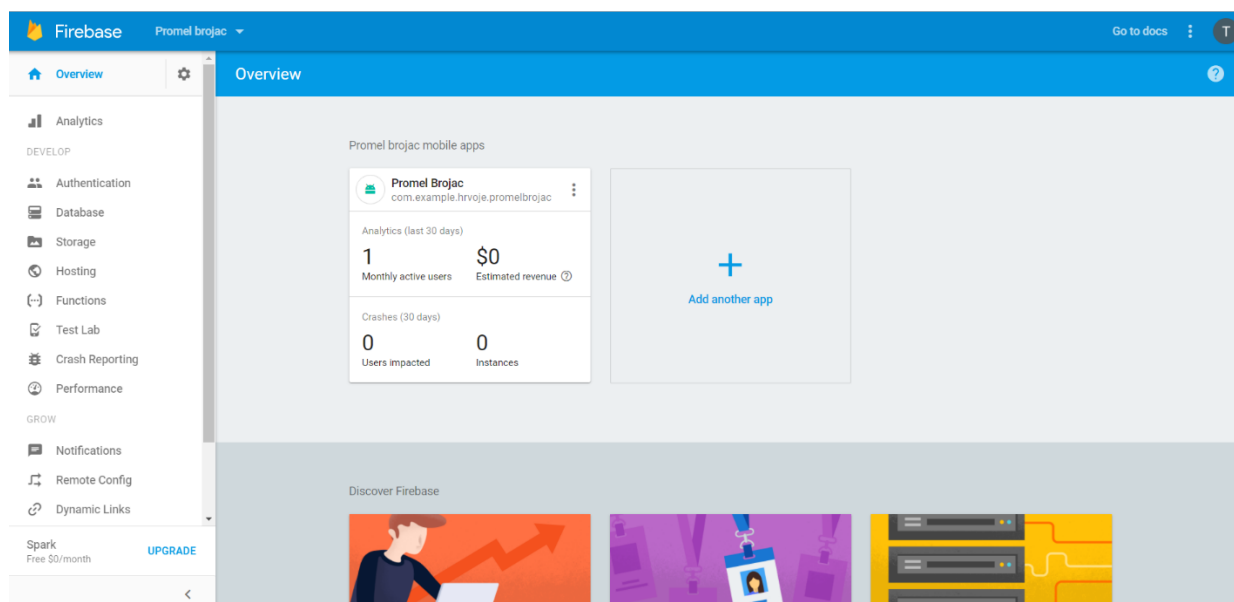 Firebase Promel brojac Go to docs T
Overview
Overview
Analytics
DEVELOP
Authentication
Database
Storage
Hosting
Functions
Test Lab
Crash Reporting
Performance
GROW
Notifications
Remote Config
Dynamic Links
Spark
Free $0/month
UPGRADE
Promel brojac mobile apps
Promel Brojac
com.example.hrvoje.promelbrojac
Analytics (last 30 days)
1 $0
Monthly active users Estimated revenue
Crashes (30 days)
0 0
Users impacted Instances
Add another app
Discover Firebase